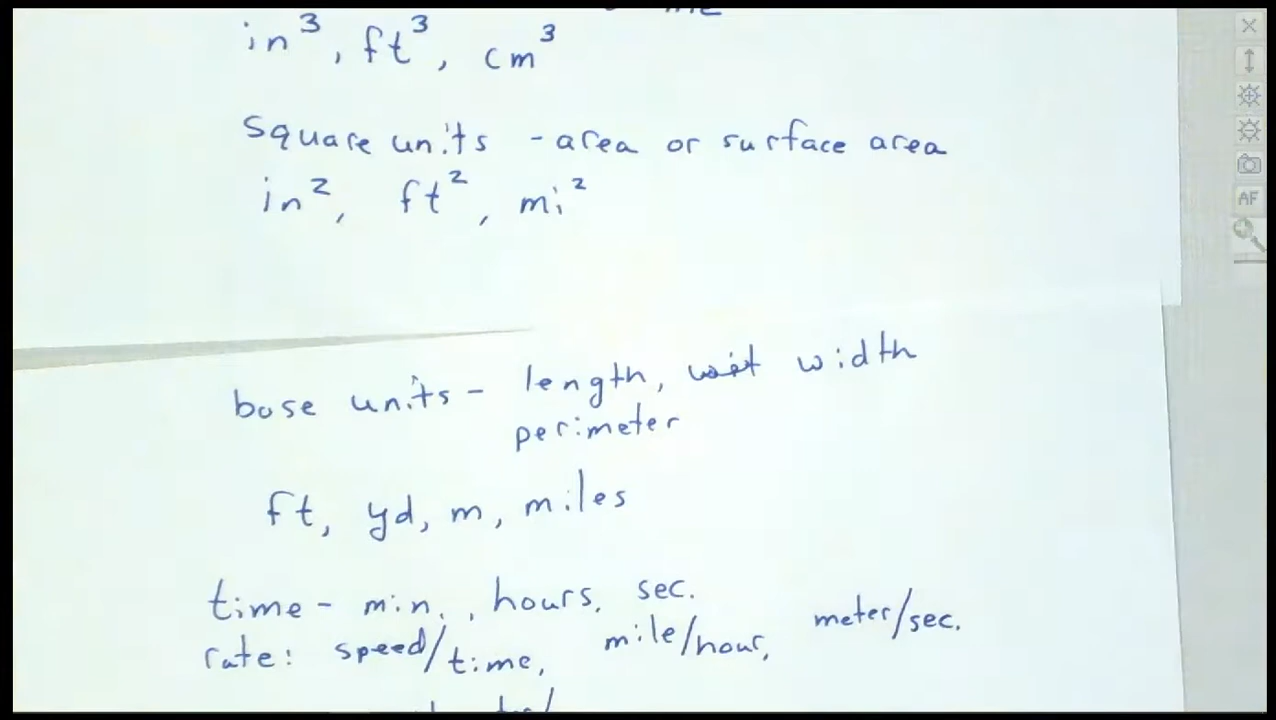 in³, ft³, cm³
square units - area or surface area
in², ft², mi²
base units - length, width
perimeter
ft, yd, m, miles
time - min., hours, sec.
rate: speed/time, mile/hour, meter/sec.
AF